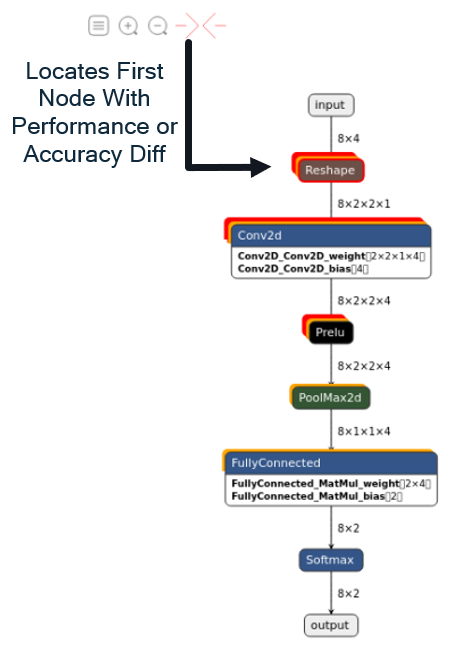 Locates First
Node With
Performance or
Accuracy Diff
input
8×4
Reshape
8×2×2×1
Conv2d
Conv2D_Conv2D_weight▯2×2×1×4▯
Conv2D_Conv2D_bias▯4▯
8×2×2×4
Prelu
8×2×2×4
PoolMax2d
8×1×1×4
FullyConnected
FullyConnected_MatMul_weight▯2×4▯
FullyConnected_MatMul_bias▯2▯
8×2
Softmax
8×2
output